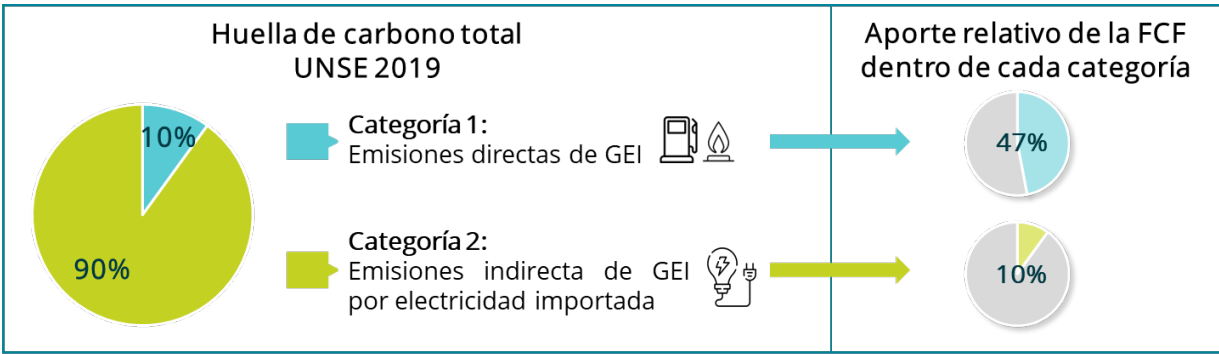 Huella de carbono total
UNSE 2019
10%
90%
Categoría 1:
Emisiones directas de GEI
Categoría 2:
Emisiones indirecta de GEI
por electricidad importada
Aporte relativo de la FCF
dentro de cada categoría
47%
10%